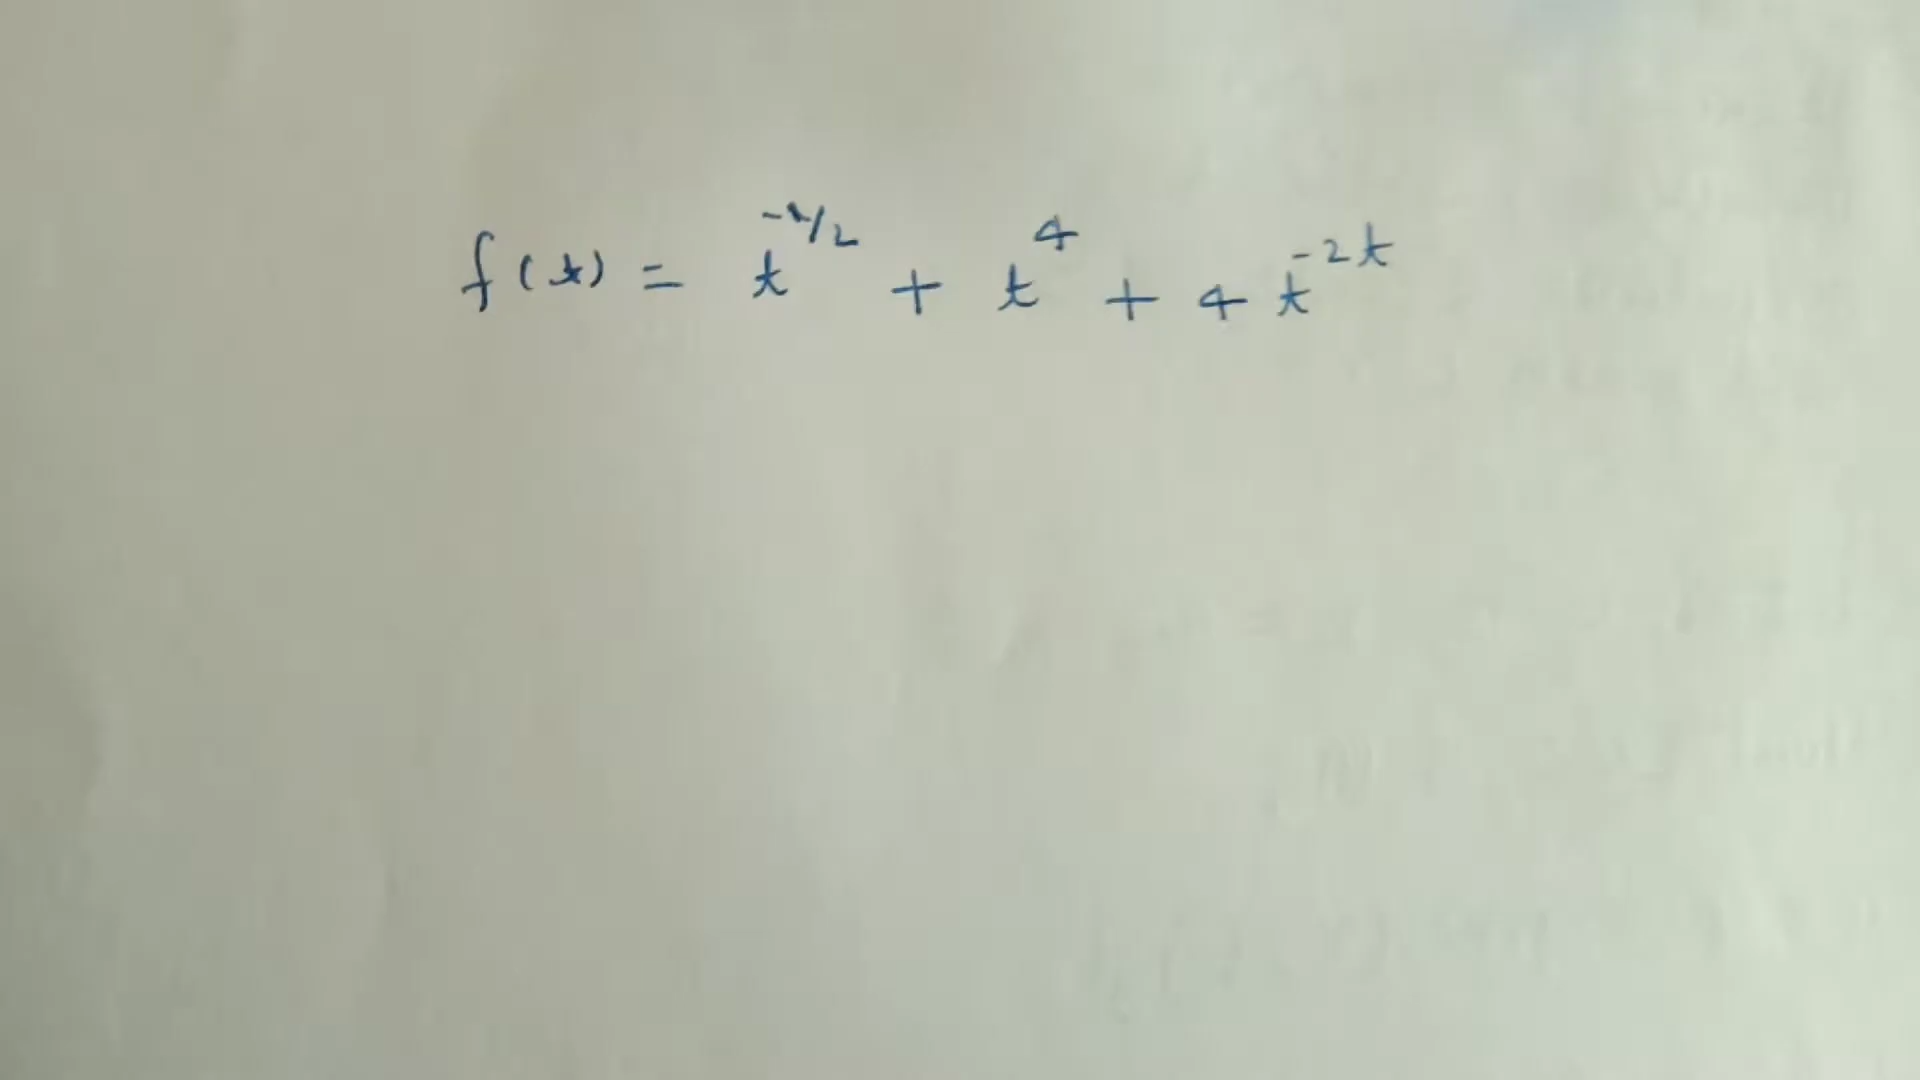 f(t) = t^{-1/2} + t^4 + 4t^{-2t}